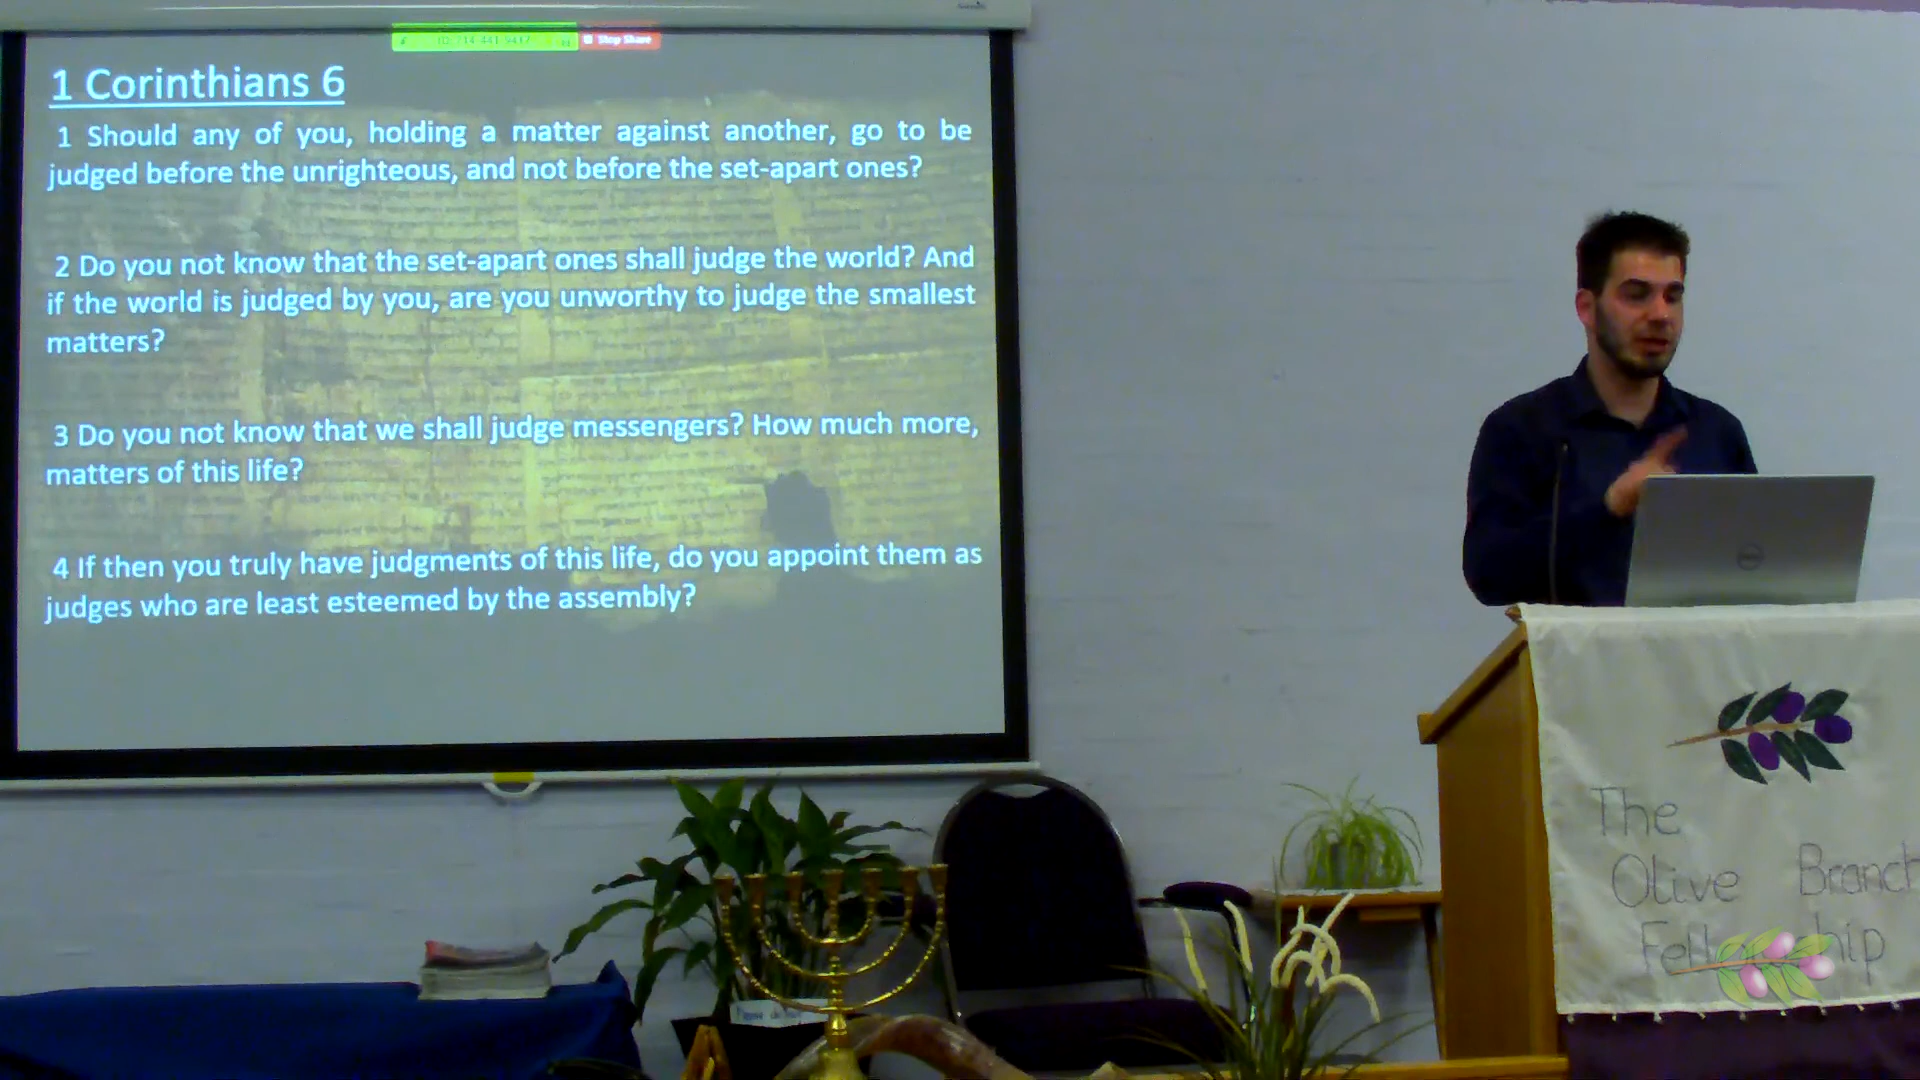 1 Corinthians 6
1 Should any of you, holding a matter against another, go to be
judged before the unrighteous, and not before the set-apart ones?
2 Do you not know that the set-apart ones shall judge the world? And
if the world is judged by you, are you unworthy to judge the smallest
matters?
3 Do you not know that we shall judge messengers? How much more,
matters of this life?
4 If then you truly have judgments of this life, do you appoint them as
judges who are least esteemed by the assembly?
Stop Share
The
Olive Branch